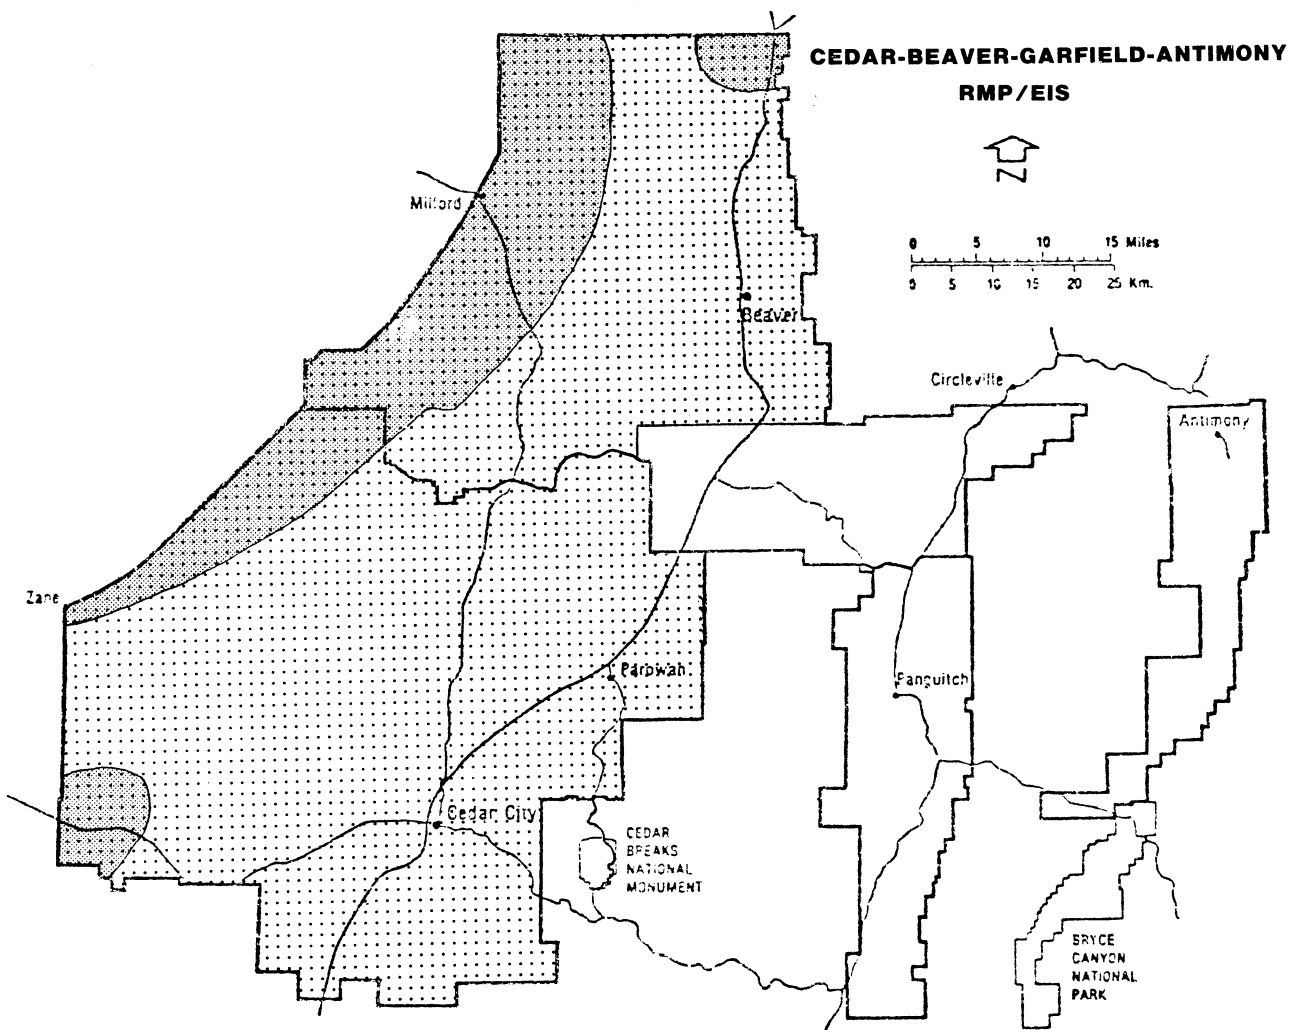 CEDAR-BEAVER-GARFIELD-ANTIMONY
RMP/EIS
N
Milford
0 5 10 15 Miles
0 5 10 15 20 25 Km.
Beaver
Circleville
Antimony
Zane
Parowan
Panguitch
Cedar City
CEDAR
BREAKS
NATIONAL
MONUMENT
BRYCE
CANYON
NATIONAL
PARK